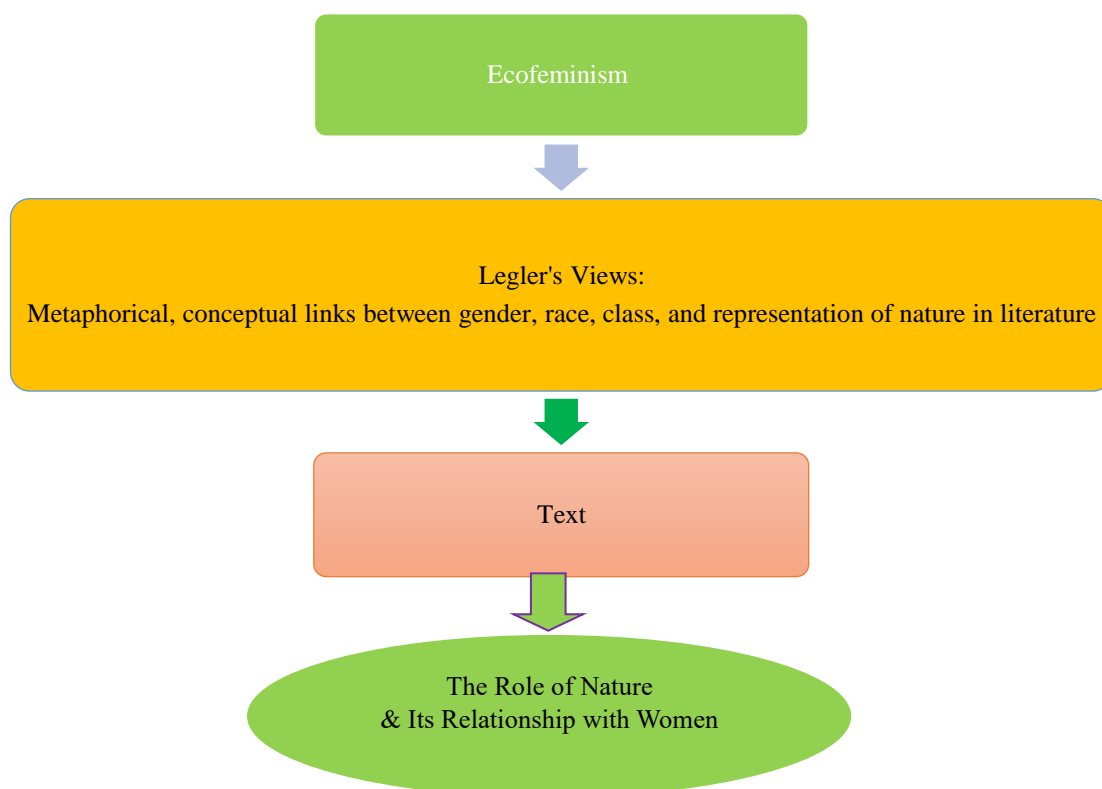 Ecofeminism
Legler's Views:
Metaphorical, conceptual links between gender, race, class, and representation of nature in literature
Text
The Role of Nature
& Its Relationship with Women